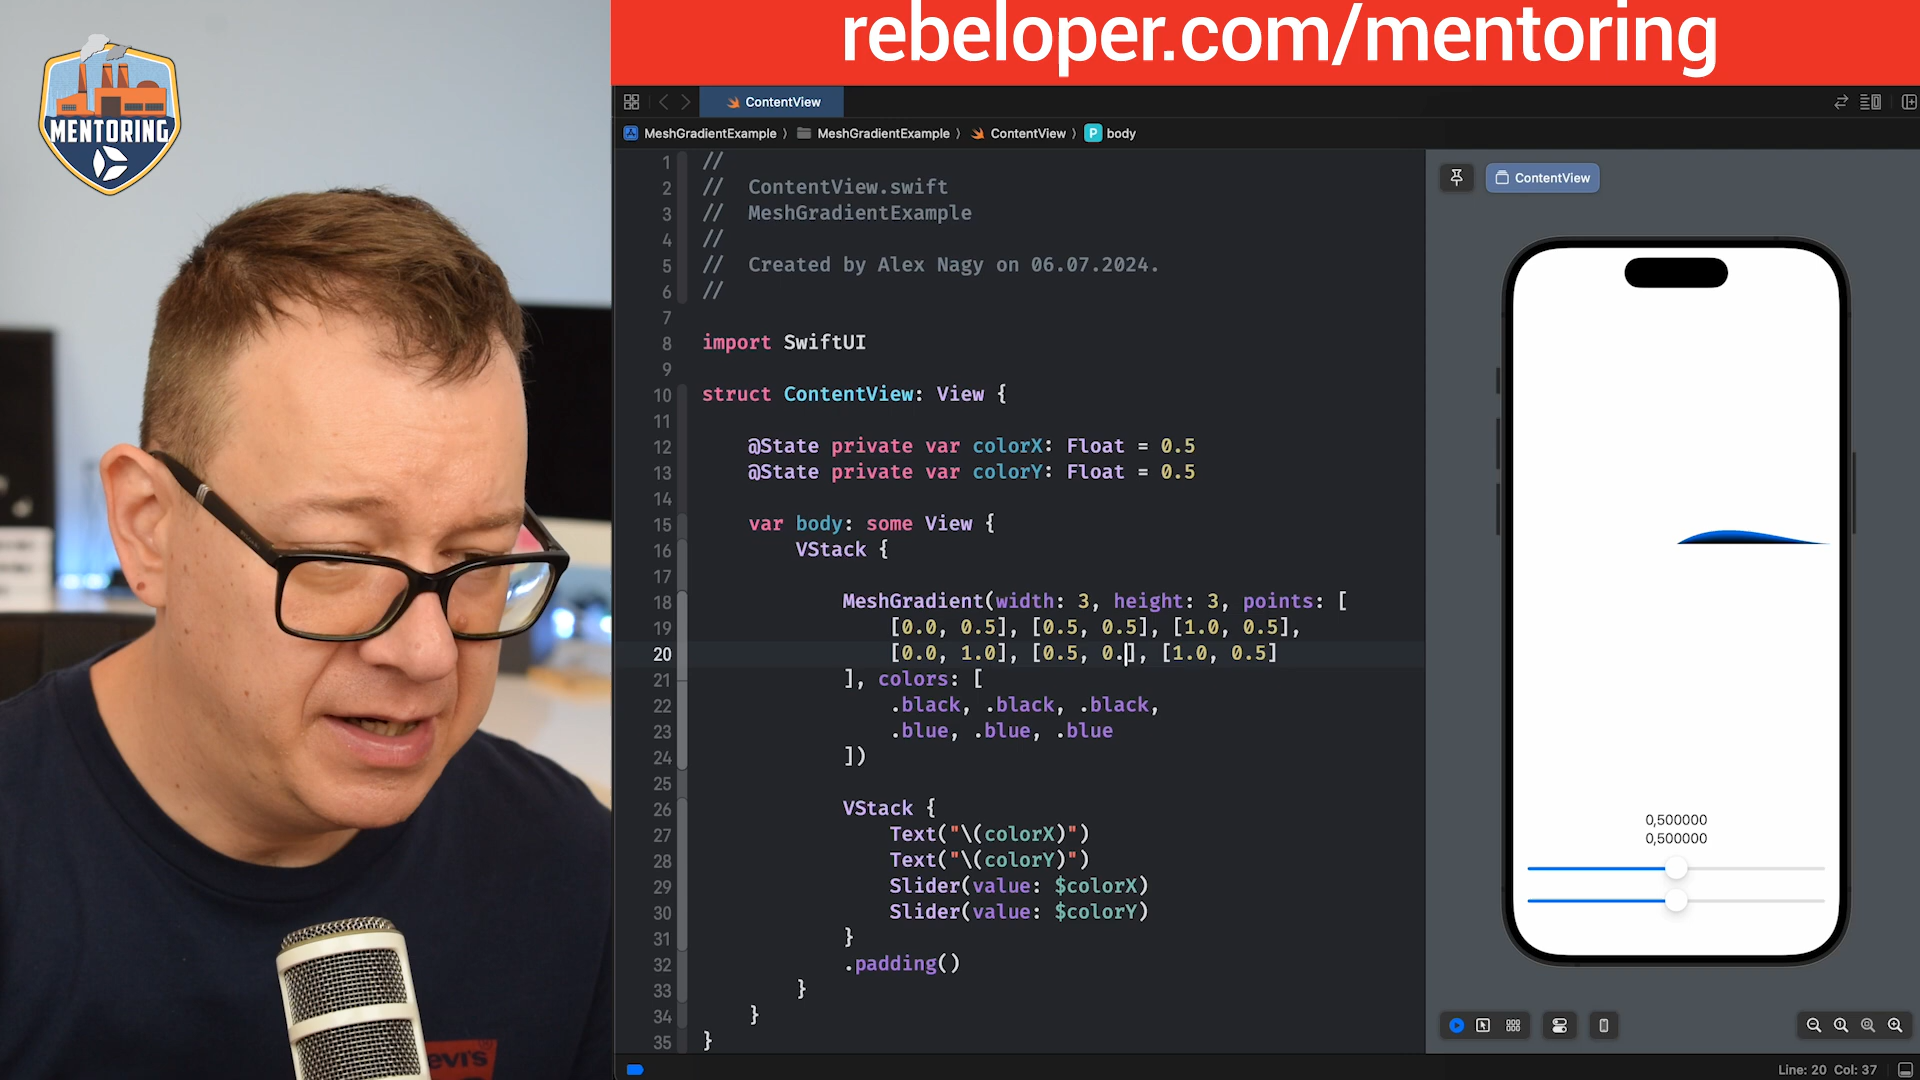 rebeloper.com/mentoring
MENTORING
ContentView
MeshGradientExample ⟩ MeshGradientExample ⟩ ContentView ⟩ P body
1 //
2 // ContentView.swift
3 // MeshGradientExample
4 //
5 // Created by Alex Nagy on 06.07.2024.
6 //
7
8 import SwiftUI
9
10 struct ContentView: View {
11
12 @State private var colorX: Float = 0.5
13 @State private var colorY: Float = 0.5
14
15 var body: some View {
16 VStack {
17
18 MeshGradient(width: 3, height: 3, points: [
19 [0.0, 0.5], [0.5, 0.5], [1.0, 0.5],
20 [0.0, 1.0], [0.5, 0.], [1.0, 0.5]
21 ], colors: [
22 .black, .black, .black,
23 .blue, .blue, .blue
24 ])
25
26 VStack {
27 Text("\(colorX)")
28 Text("\(colorY)")
29 Slider(value: $colorX)
30 Slider(value: $colorY)
31 }
32 .padding()
33 }
34 }
35 }
ContentView
0,500000
0,500000
evi's
Line: 20 Col: 37